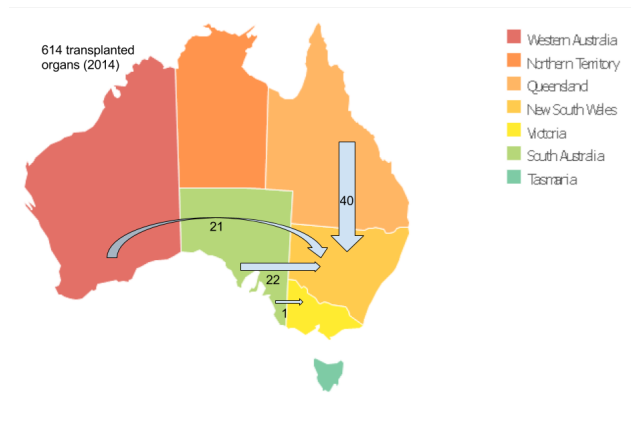 614 transplanted
organs (2014)
Western Australia
Northern Territory
Queensland
New South Wales
Victoria
South Australia
Tasmania
40
21
22
1